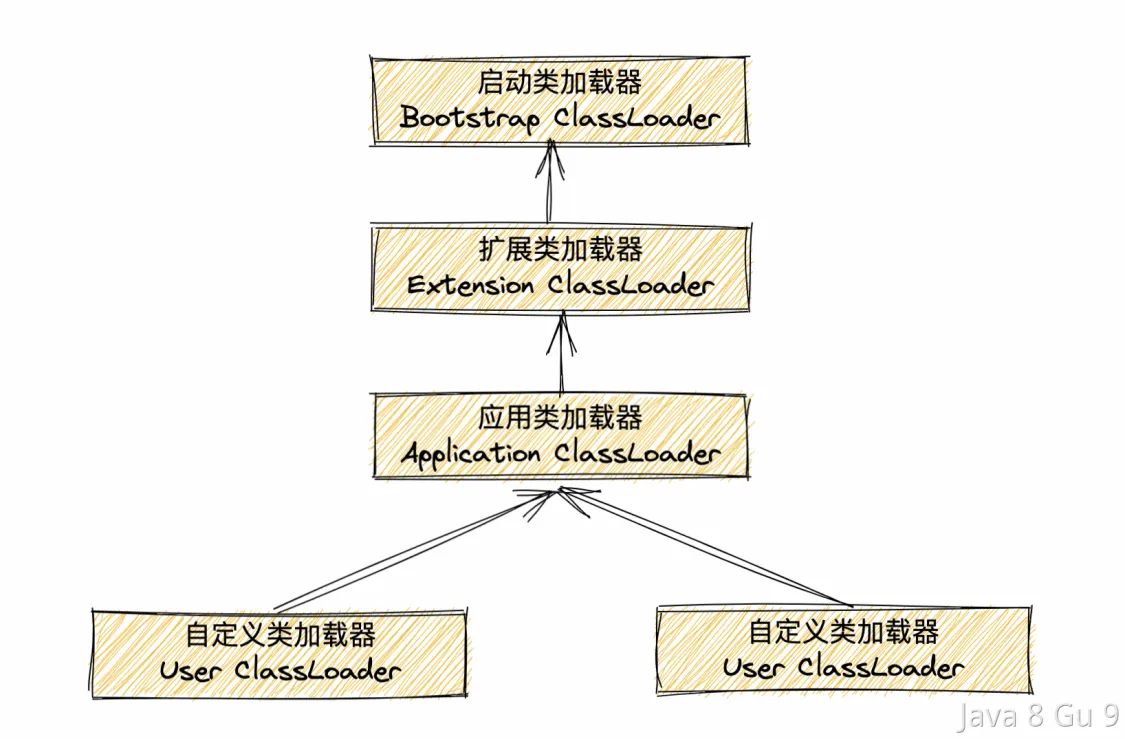 启动类加载器
Bootstrap ClassLoader
扩展类加载器
Extension ClassLoader
应用类加载器
Application ClassLoader
自定义类加载器
User ClassLoader
自定义类加载器
User ClassLoader
Java 8 Gu 9